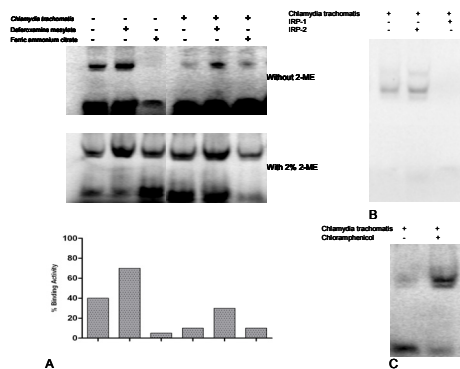 Chlamydia trachomatis - - - + + +
Deferoxamine mesylate - + - - + -
Ferric ammonium citrate - - + - - +
Without 2-ME
With 2% 2-ME
% Binding Activity
100
80
60
40
20
0
A
Chlamydia trachomatis + + +
IRP-1 +
IRP-2 +
B
Chlamydia trachomatis + +
Chloramphenicol - +
C